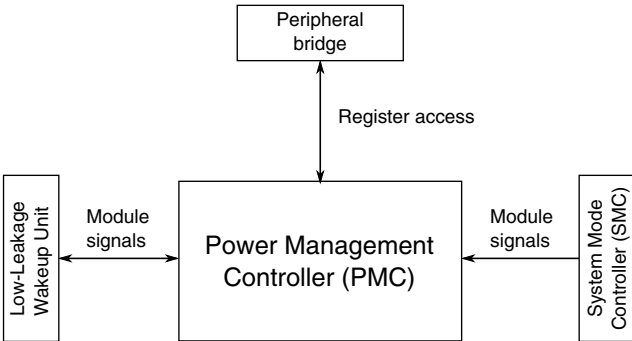 Peripheral
bridge
Register access
Low-Leakage
Wakeup Unit
Module
signals
Power Management
Controller (PMC)
Module
signals
System Mode
Controller (SMC)